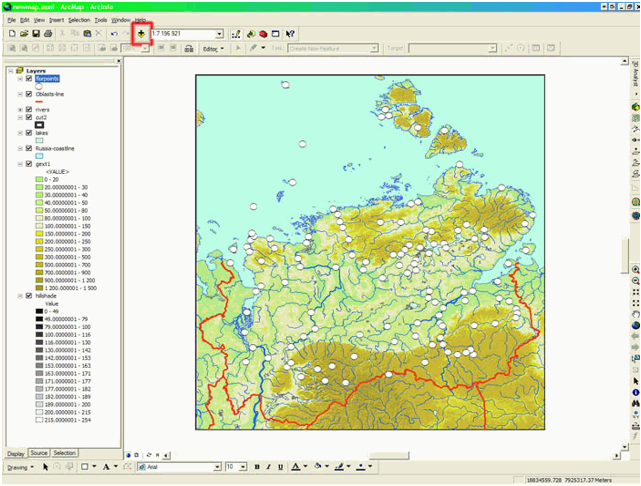 newmap.mxd - ArcMap - ArcInfo
File Edit View Insert Selection Tools Window Help
1:7 196 921
Editor Task: Create New Feature Target:
Layers
florpoints
Oblasts-line
rivers
cut2
lakes
Russia-coastline
gext1
<VALUE>
0 - 20
20.00000001 - 30
30.00000001 - 40
40.00000001 - 50
50.00000001 - 80
80.00000001 - 100
100.0000001 - 150
150.0000001 - 200
200.0000001 - 250
250.0000001 - 300
300.0000001 - 500
500.0000001 - 700
700.0000001 - 900
900.0000001 - 1 200
1 200.000001 - 1 500
hillshade
Value
0 - 49
49.00000001 - 79
79.00000001 - 100
100.0000001 - 116
116.0000001 - 130
130.0000001 - 142
142.0000001 - 153
153.0000001 - 163
163.0000001 - 171
171.0000001 - 177
177.0000001 - 182
182.0000001 - 189
189.0000001 - 200
200.0000001 - 215
215.0000001 - 254
Display Source Selection
Drawing Arial 10 B I U A
18834559.728 7925317.37 Meters
Analyst